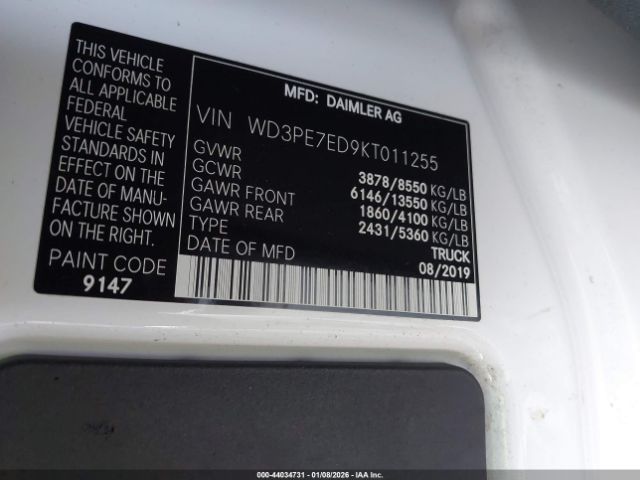 THIS VEHICLE
CONFORMS TO
ALL APPLICABLE
FEDERAL
VEHICLE SAFETY
STANDARDS
IN EFFECT ON THE
DATE OF MANU-
FACTURE SHOWN
ON THE RIGHT.
PAINT CODE
9147
MFD: DAIMLER AG
VIN WD3PE7ED9KT011255
GVWR 3878/8550 KG/LB
GCWR 6146/13550 KG/LB
GAWR FRONT 1860/4100 KG/LB
GAWR REAR 2431/5360 KG/LB
TYPE TRUCK
DATE OF MFD 08/2019
000-44034731 - 01/08/2026 - IAA Inc.